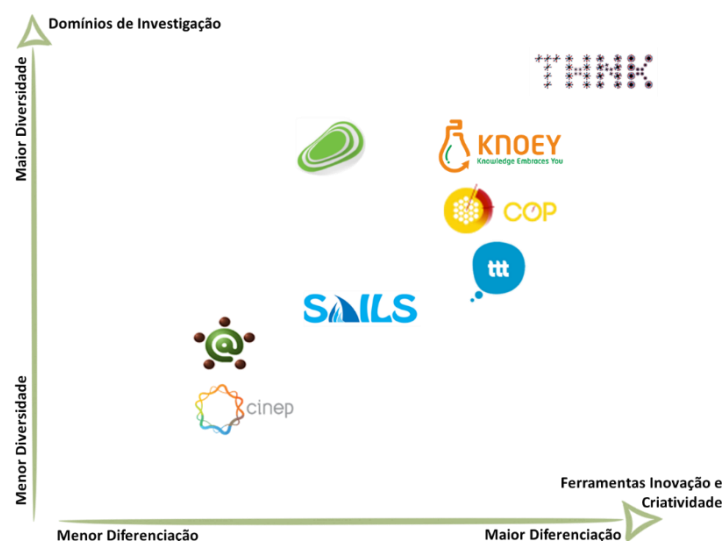 Domínios de Investigação
Maior Diversidade
THNK
KNOEY
Knowledge Embraces You
COP
ttt
SAILS
@
cinep
Menor Diversidade
Ferramentas Inovação e
Criatividade
Menor Diferenciação
Maior Diferenciação